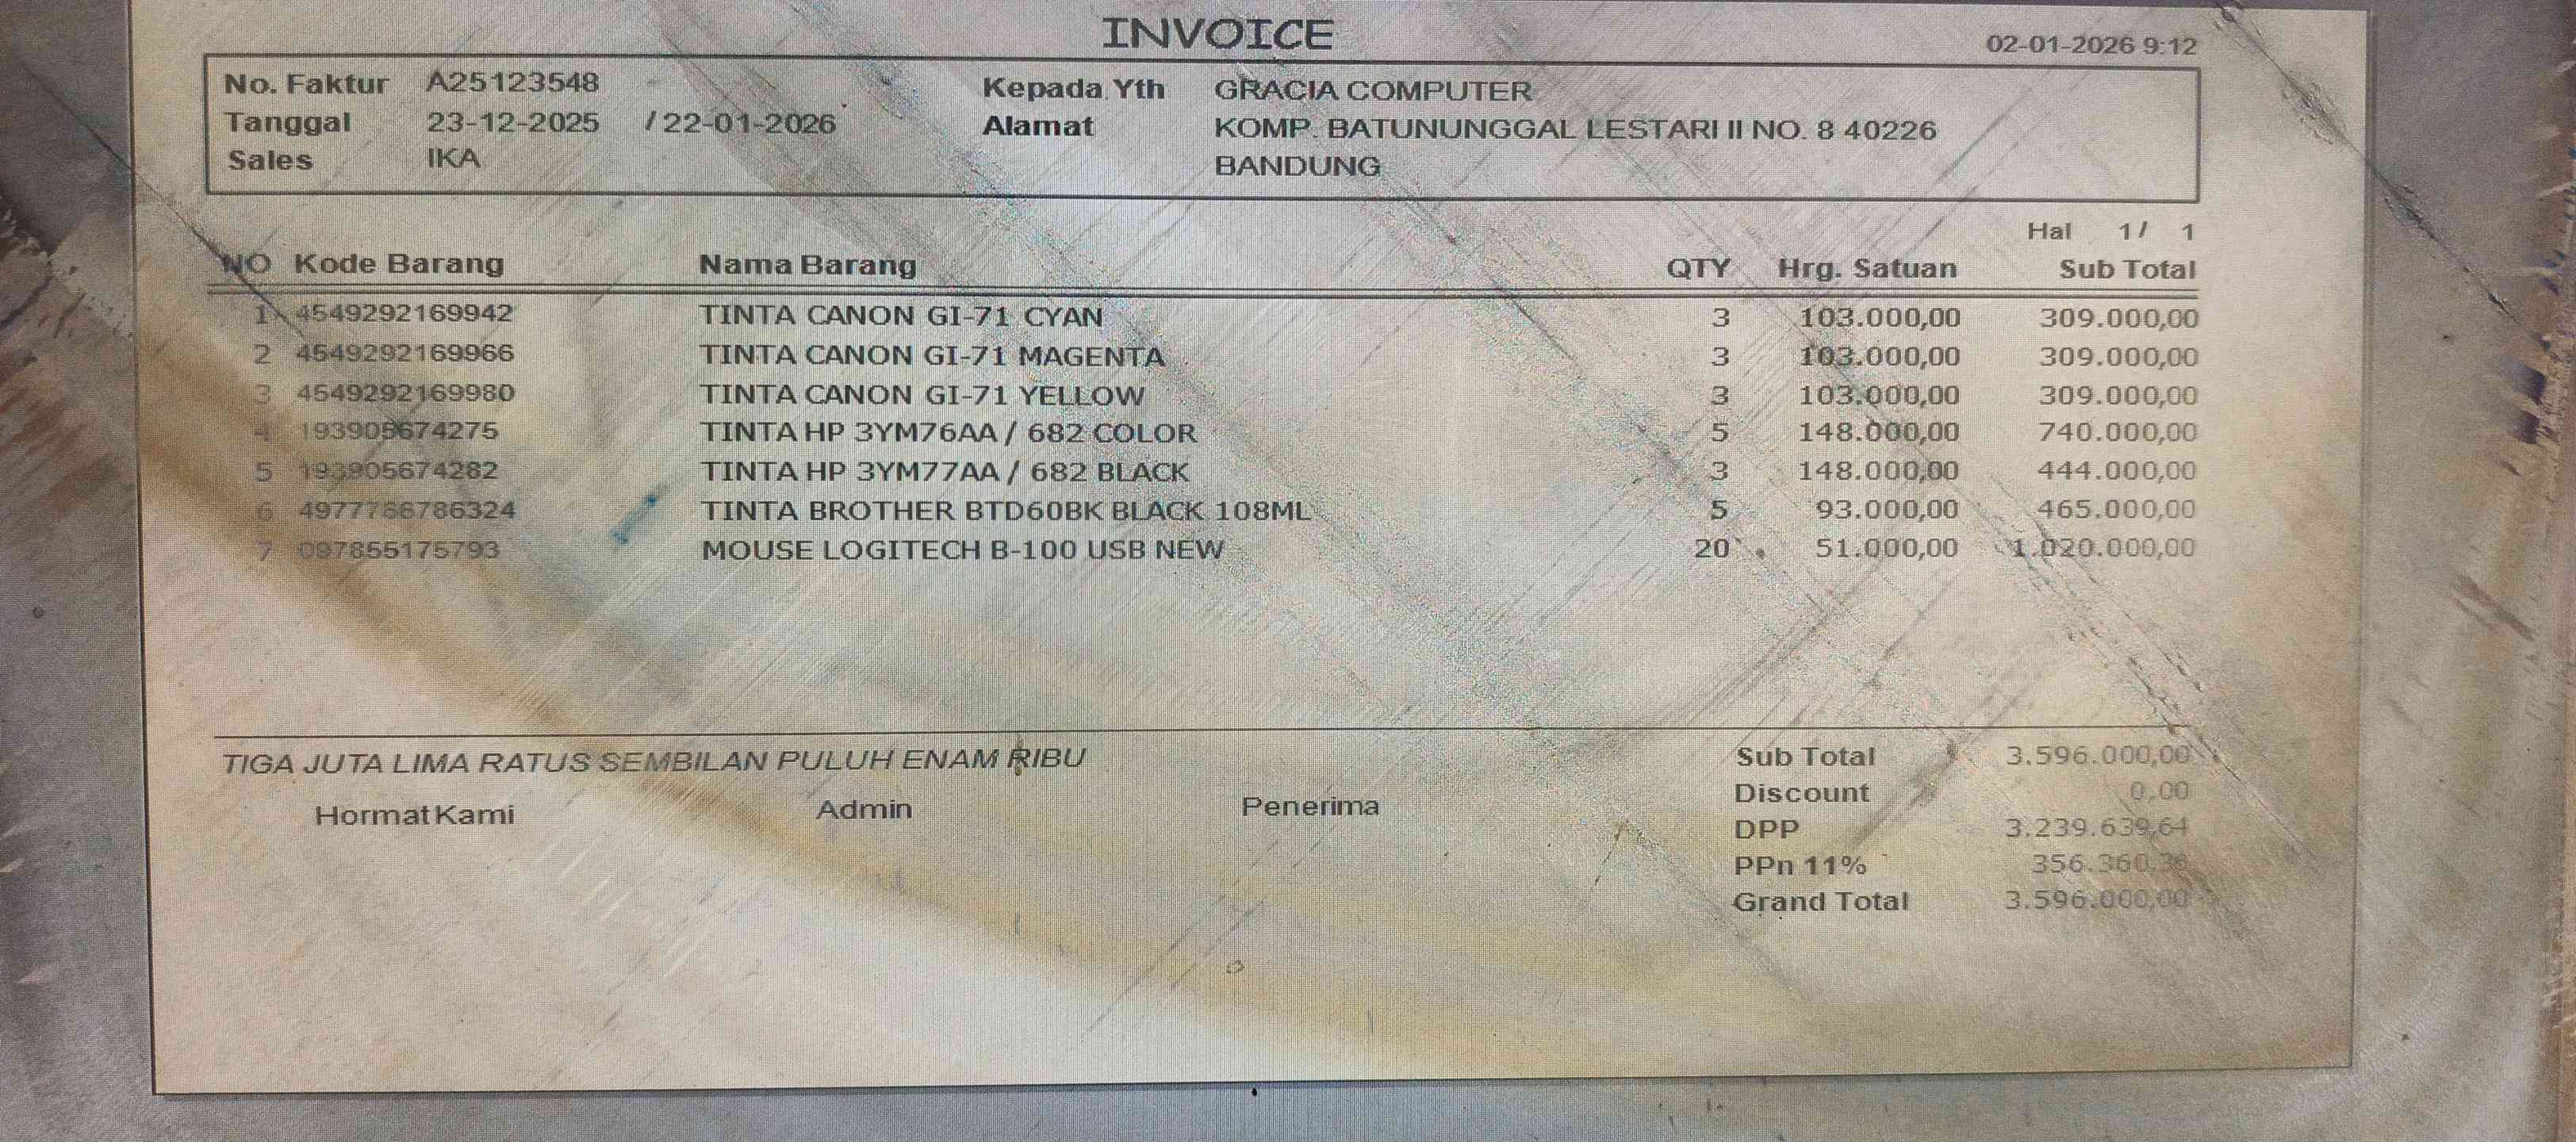 INVOICE
02-01-2026 9:12
No. Faktur A25123548 Kepada Yth GRACIA COMPUTER
Tanggal 23-12-2025 / 22-01-2026 Alamat KOMP. BATUNUNGGAL LESTARI II NO. 8 40226
Sales IKA BANDUNG
Hal 1/ 1
NO Kode Barang Nama Barang QTY Hrg. Satuan Sub Total
1 4549292169942 TINTA CANON GI-71 CYAN 3 103.000,00 309.000,00
2 4549292169966 TINTA CANON GI-71 MAGENTA 3 103.000,00 309.000,00
3 4549292169980 TINTA CANON GI-71 YELLOW 3 103.000,00 309.000,00
4 193905674275 TINTA HP 3YM76AA / 682 COLOR 5 148.000,00 740.000,00
5 193905674282 TINTA HP 3YM77AA / 682 BLACK 3 148.000,00 444.000,00
6 4977766786324 TINTA BROTHER BTD60BK BLACK 108ML 5 93.000,00 465.000,00
7 097855175793 MOUSE LOGITECH B-100 USB NEW 20 51.000,00 1.020.000,00
TIGA JUTA LIMA RATUS SEMBILAN PULUH ENAM RIBU
Sub Total 3.596.000,00
Discount 0,00
Hormat Kami Admin Penerima
DPP 3.239.639,64
PPn 11% 356.360,36
Grand Total 3.596.000,00